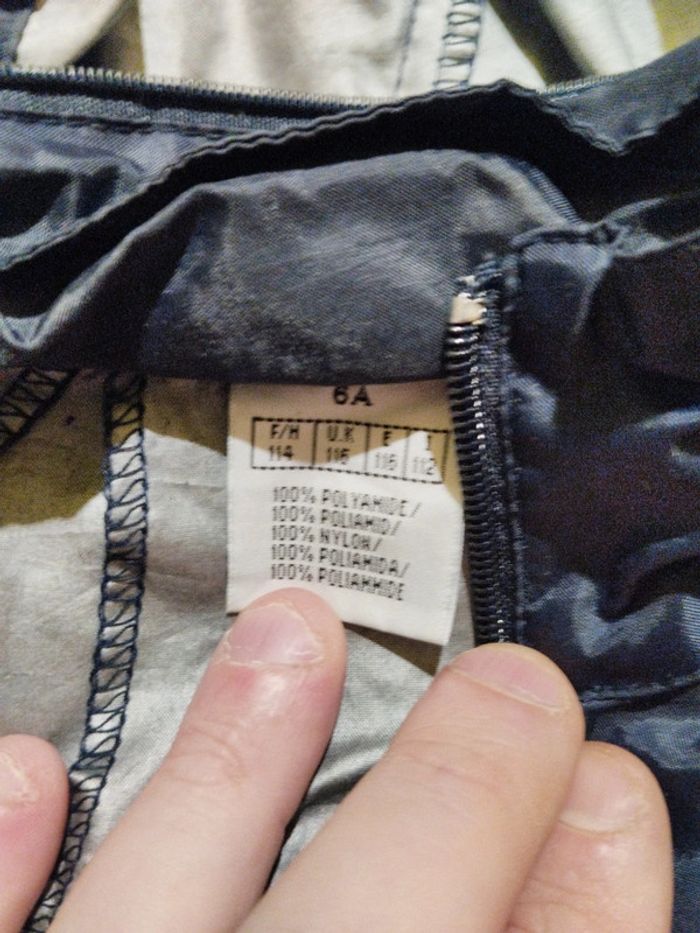 6A
F/H U.K E I
114 116 116 112
100% POLYAMIDE/
100% POLIAMID/
100% NYLON/
100% POLIAMIDA/
100% POLIAMMIDE